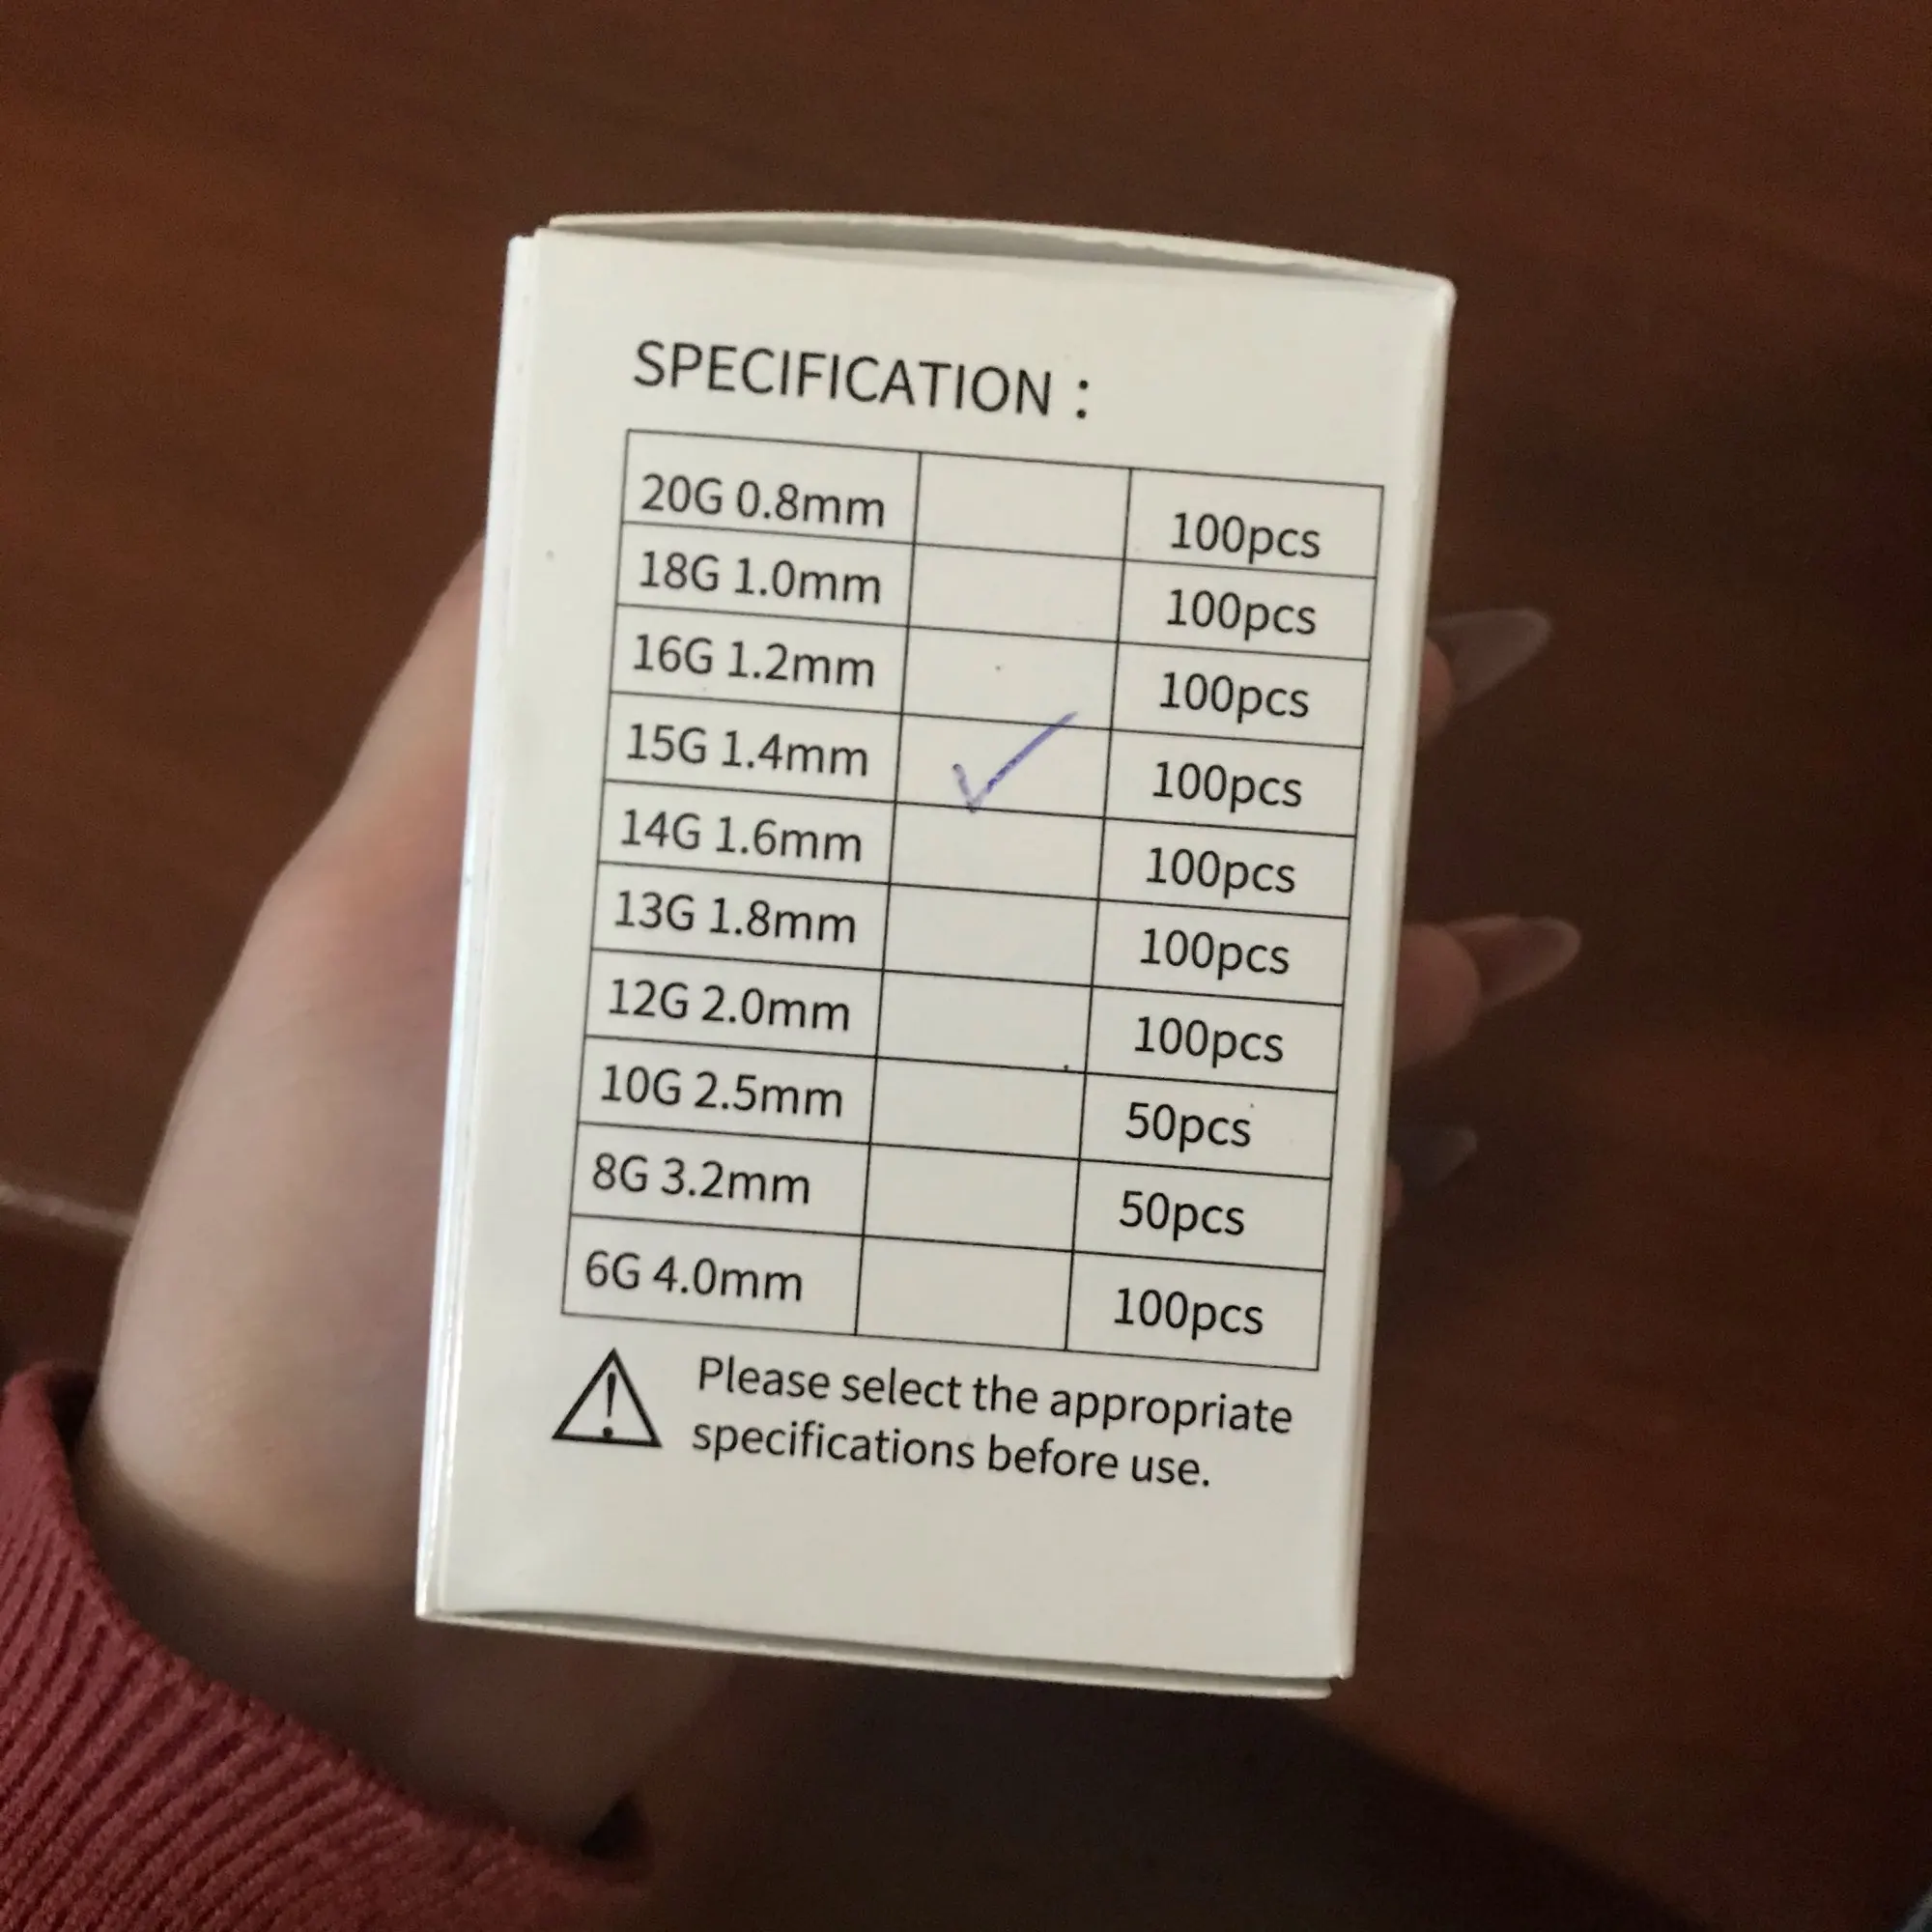 SPECIFICATION：
20G 0.8mm 100pcs
18G 1.0mm 100pcs
16G 1.2mm 100pcs
15G 1.4mm ✓ 100pcs
14G 1.6mm 100pcs
13G 1.8mm 100pcs
12G 2.0mm 100pcs
10G 2.5mm 50pcs
8G 3.2mm 50pcs
6G 4.0mm 100pcs
Please select the appropriate
specifications before use.